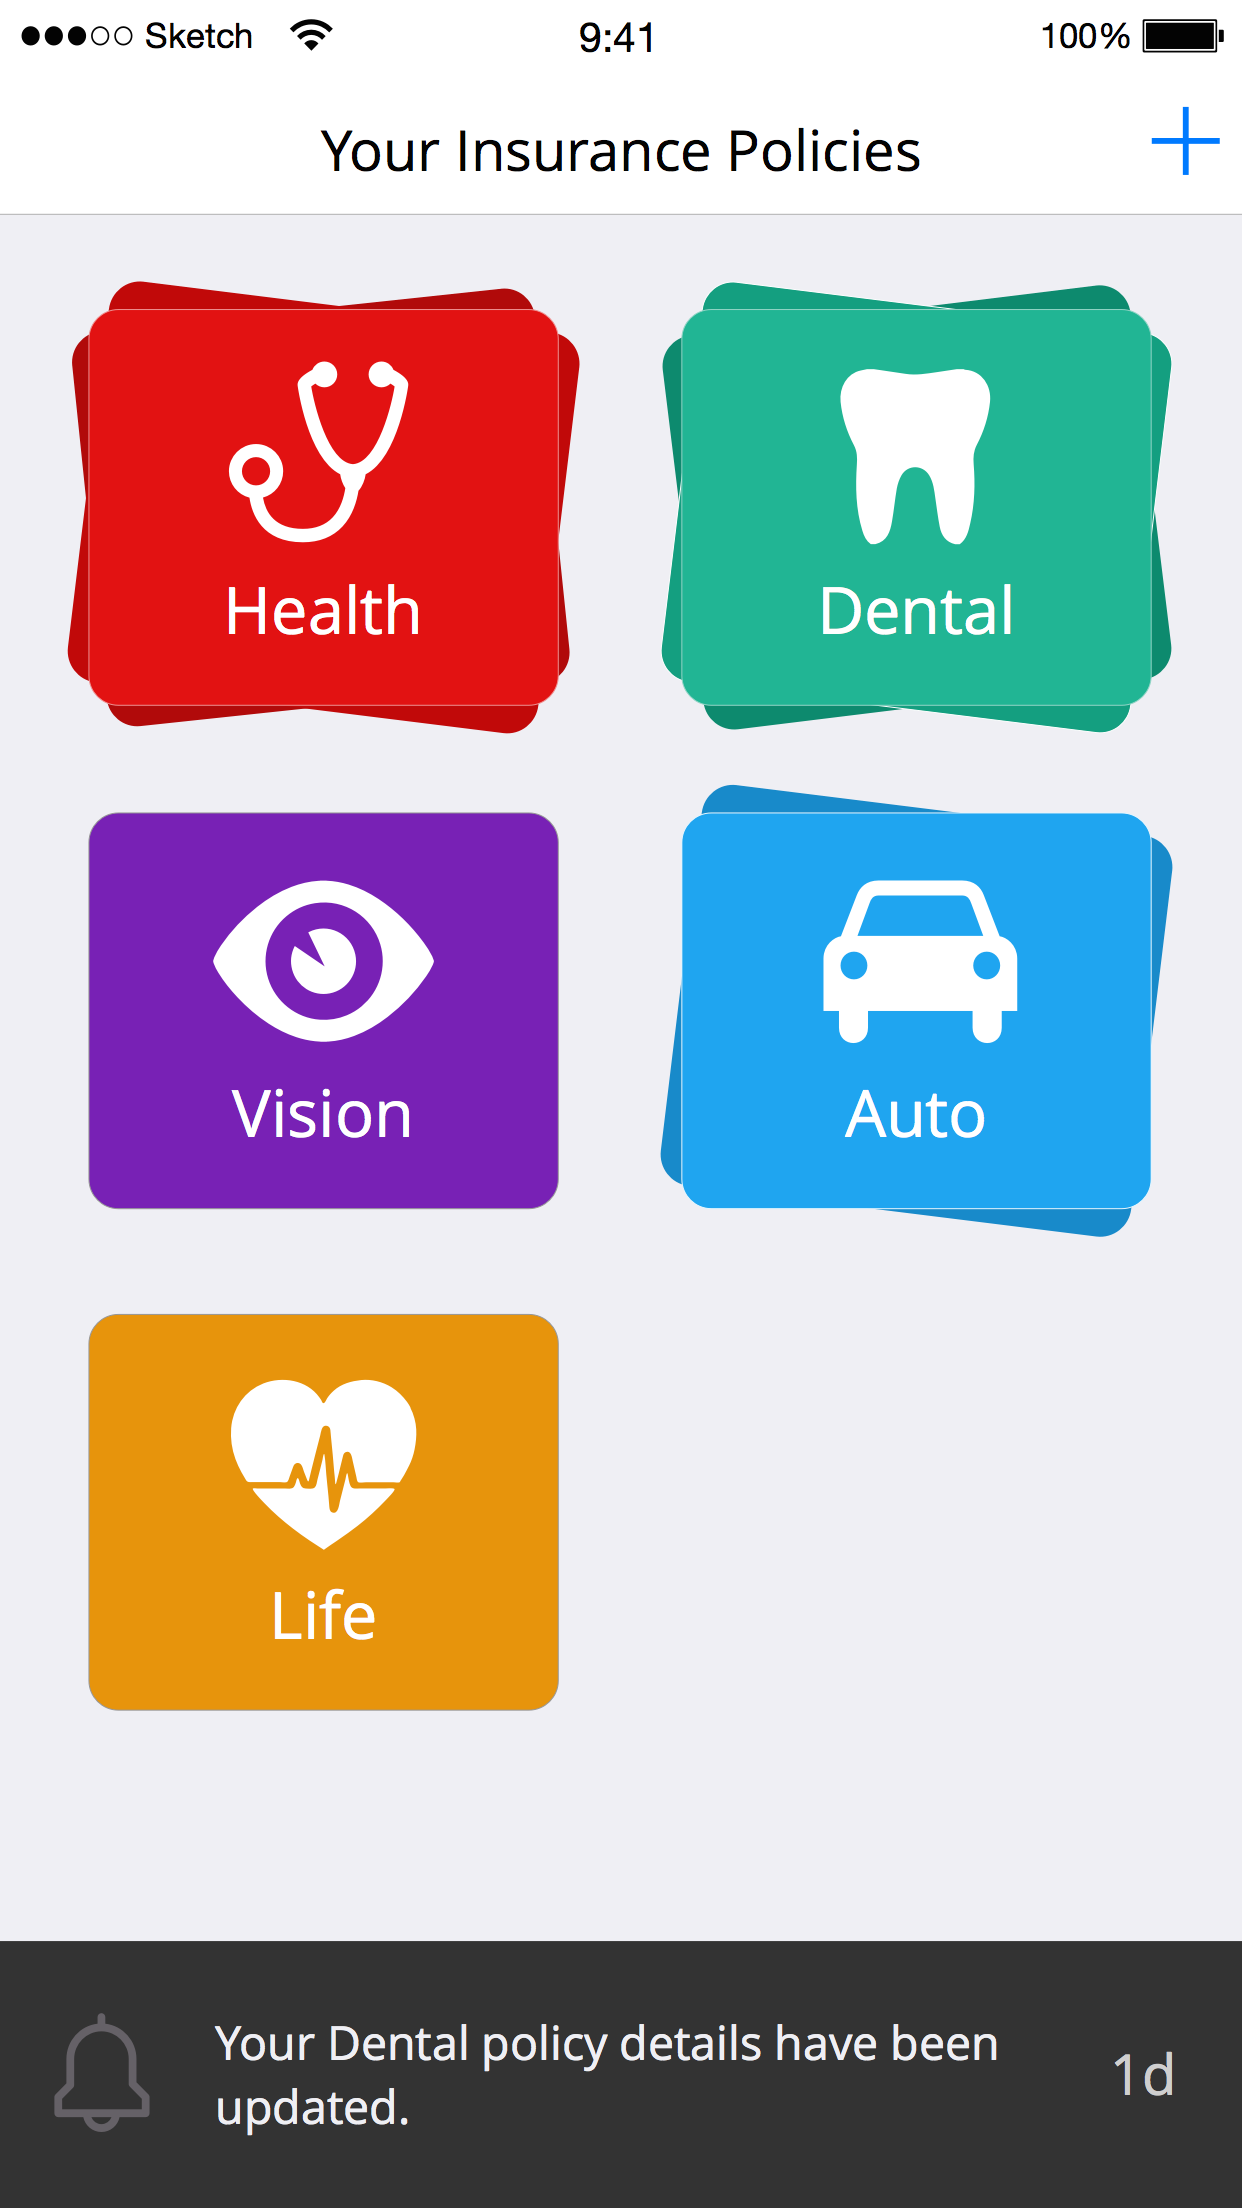 Sketch 9:41 100%
Your Insurance Policies
Health Dental
Vision Auto
Life
Your Dental policy details have been
updated.
1d